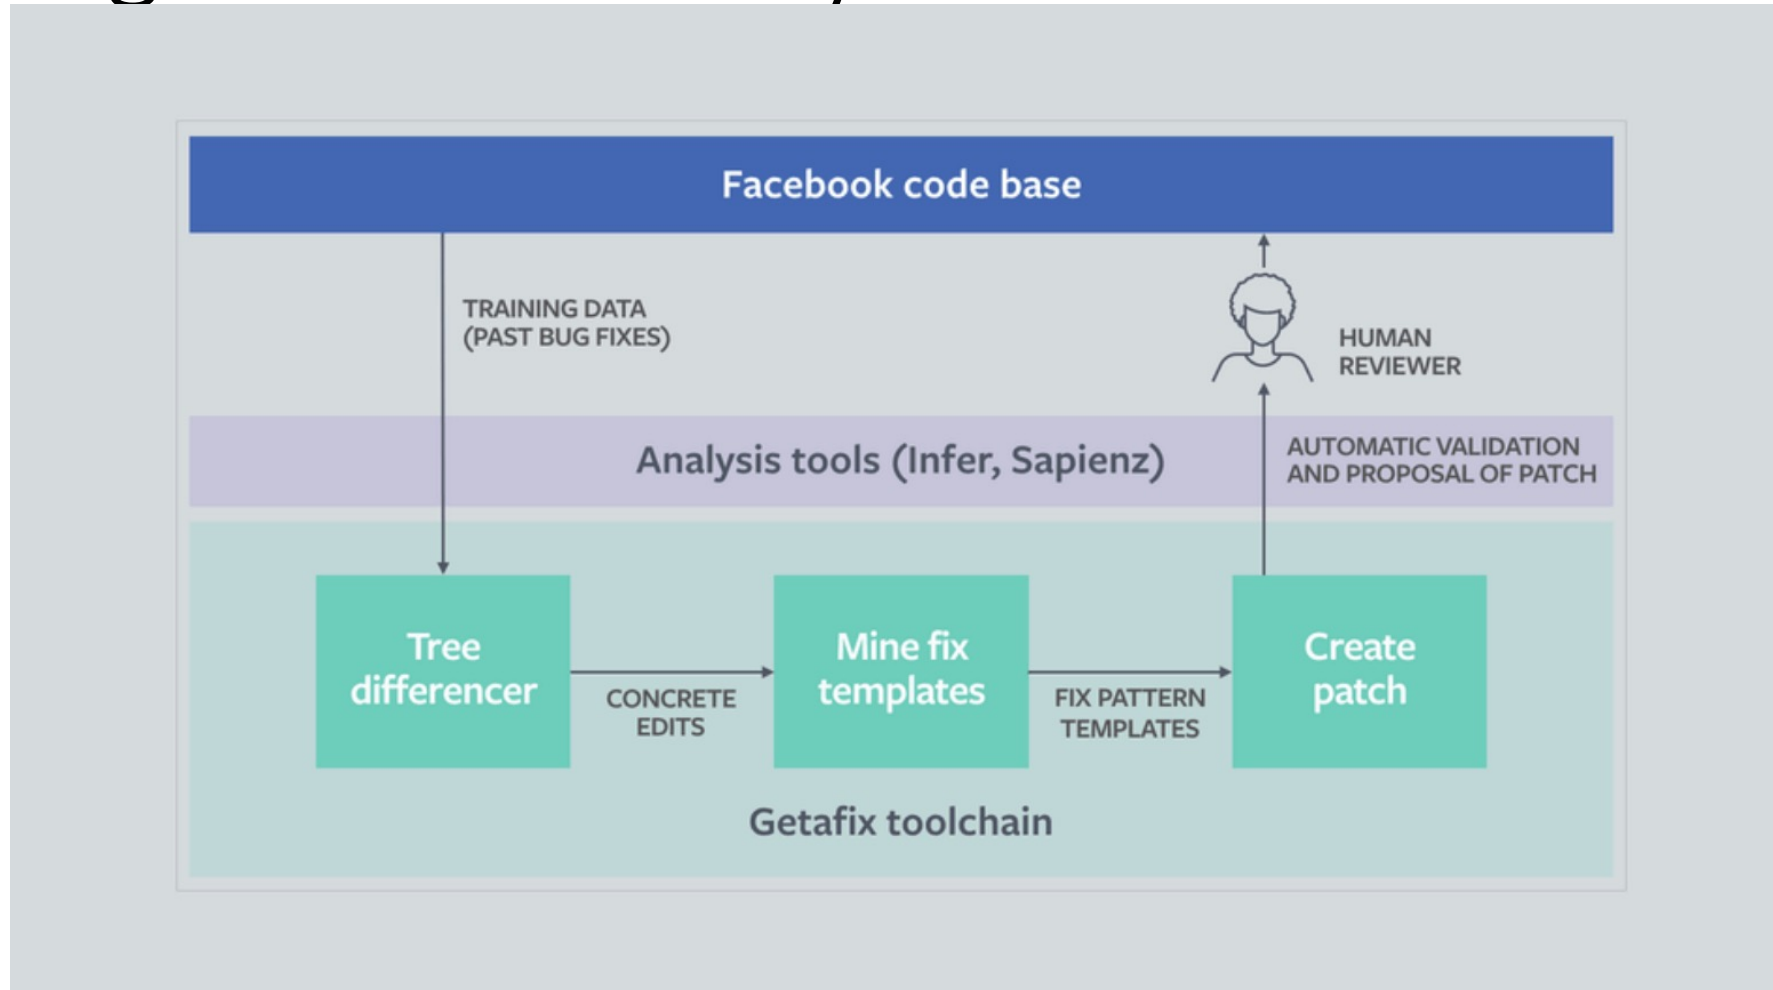 Facebook code base
TRAINING DATA
(PAST BUG FIXES)
HUMAN
REVIEWER
Analysis tools (Infer, Sapienz)
AUTOMATIC VALIDATION
AND PROPOSAL OF PATCH
Tree
differencer
CONCRETE
EDITS
Mine fix
templates
FIX PATTERN
TEMPLATES
Create
patch
Getafix toolchain